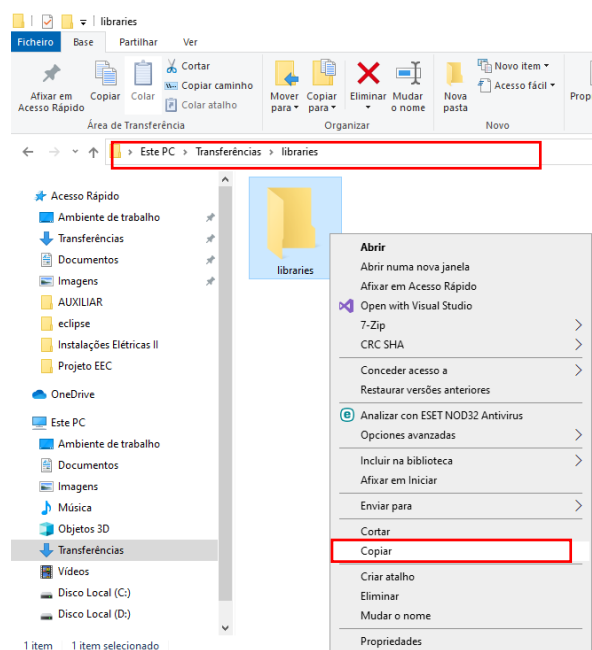 libraries
Ficheiro Base Partilhar Ver
Afixar em Acesso Rápido
Copiar
Colar
Cortar
Copiar caminho
Colar atalho
Área de Transferência
Mover para
Copiar para
Eliminar
Mudar o nome
Organizar
Nova pasta
Novo item
Acesso fácil
Novo
Prop
Este PC > Transferências > libraries
Acesso Rápido
Ambiente de trabalho
Transferências
Documentos
Imagens
AUXILIAR
eclipse
Instalações Elétricas II
Projeto EEC
OneDrive
Este PC
Ambiente de trabalho
Documentos
Imagens
Música
Objetos 3D
Transferências
Vídeos
Disco Local (C:)
Disco Local (D:)
1 item 1 item selecionado
libraries
Abrir
Abrir numa nova janela
Afixar em Acesso Rápido
Open with Visual Studio
7-Zip
CRC SHA
Conceder acesso a
Restaurar versões anteriores
Analizar con ESET NOD32 Antivirus
Opciones avanzadas
Incluir na biblioteca
Afixar em Iniciar
Enviar para
Cortar
Copiar
Criar atalho
Eliminar
Mudar o nome
Propriedades